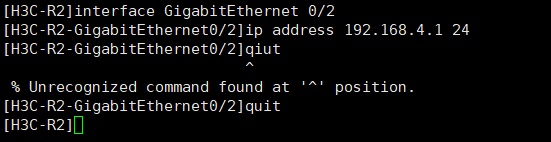 [H3C-R2]interface GigabitEthernet 0/2
[H3C-R2-GigabitEthernet0/2]ip address 192.168.4.1 24
[H3C-R2-GigabitEthernet0/2]qiut
^
% Unrecognized command found at '^' position.
[H3C-R2-GigabitEthernet0/2]quit
[H3C-R2]